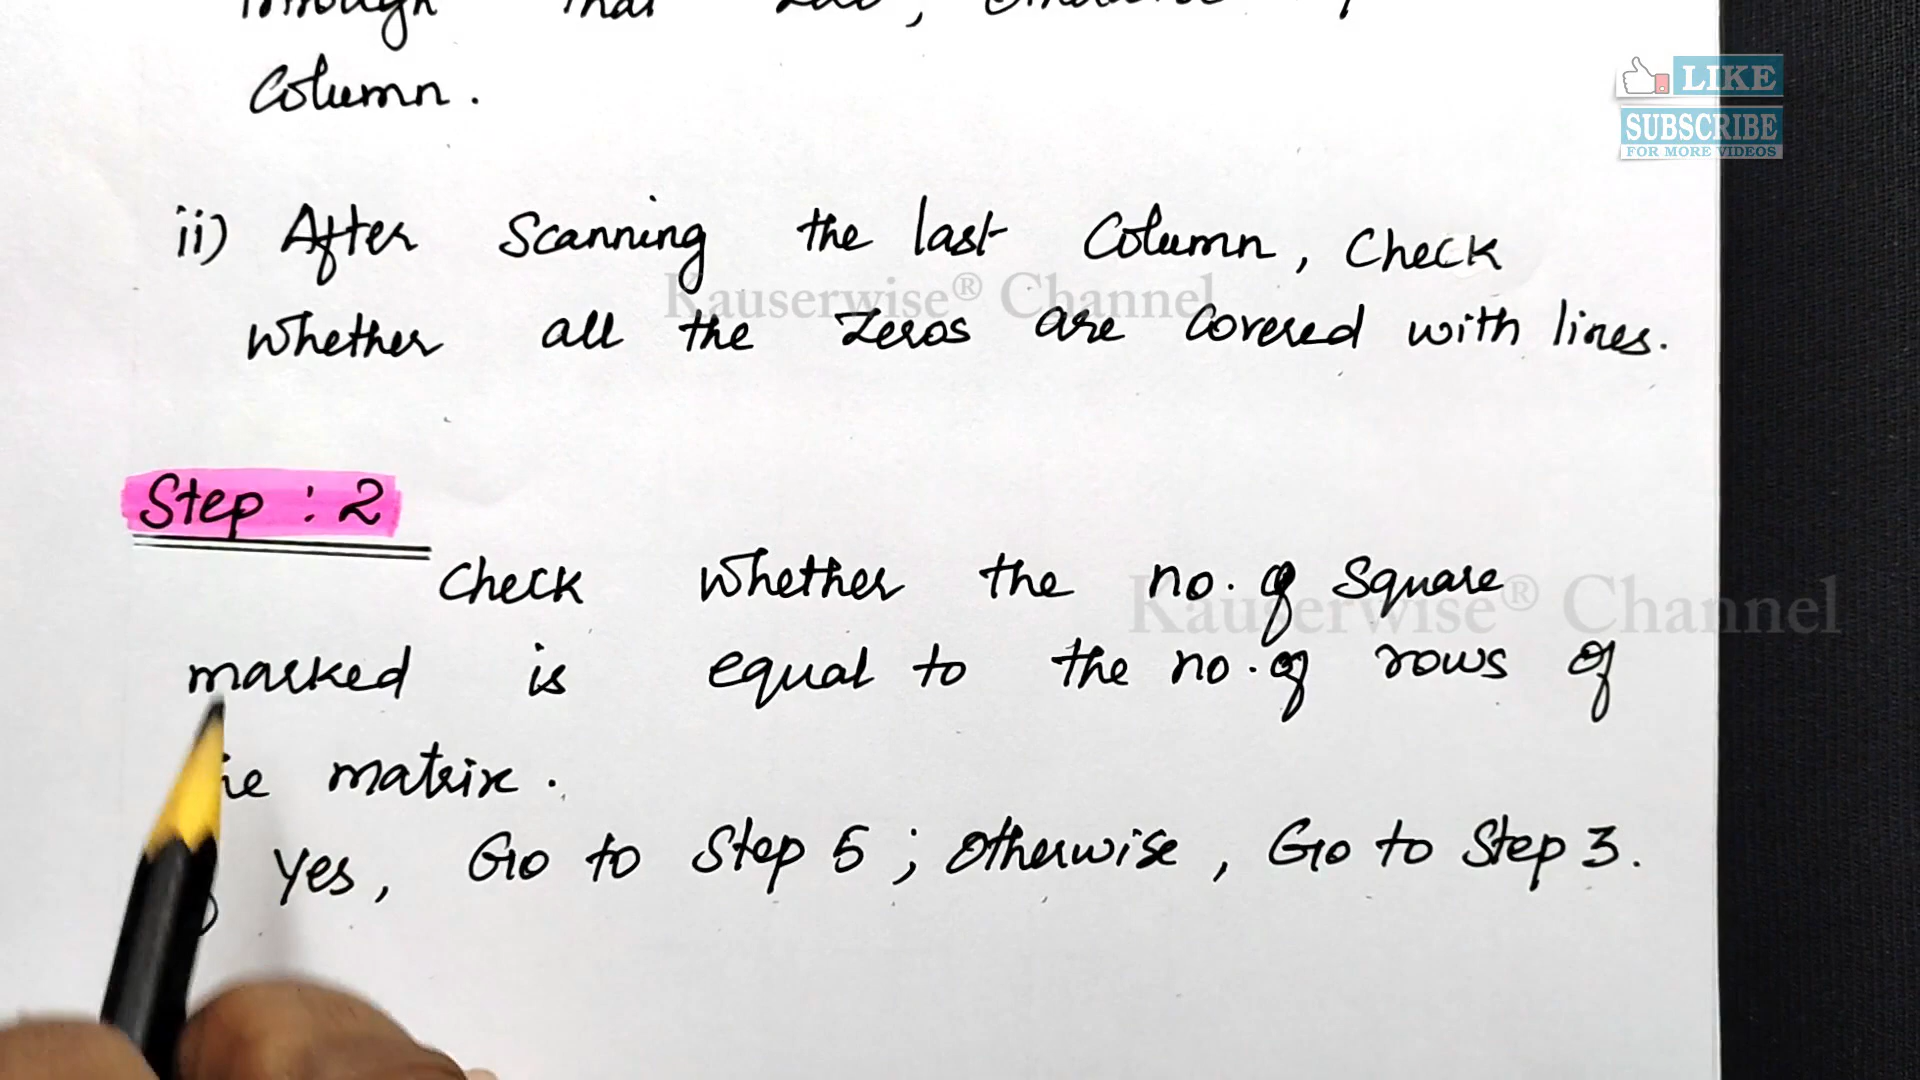 through that
Column.
LIKE
SUBSCRIBE
FOR MORE VIDEOS
ii) After Scanning the last Column, Check
Kauserwise® Channel
Whether all the Zeros are Covered with lines.
Step : 2
Check Whether the no. of Square
Kauserwise® Channel
marked is equal to the no. of rows of
matrix.
Yes, Go to Step 5 ; Otherwise, Go to Step 3.